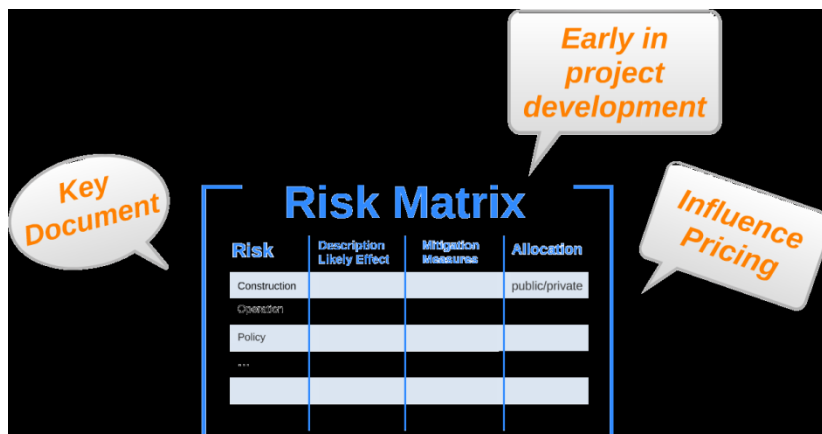 Early in
project
development
Key
Document
Influence
Pricing
Risk Matrix
Risk
Description
Likely Effect
Mitigation
Measures
Allocation
Construction
public/private
Operation
Policy
...